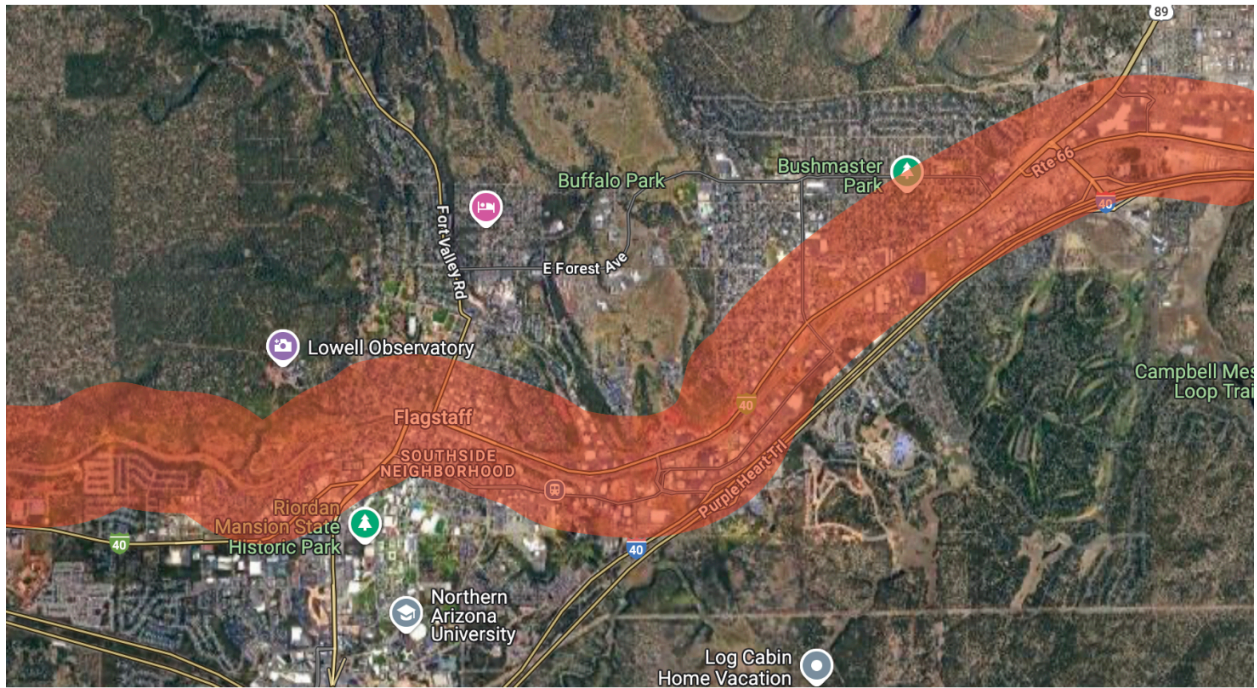 89
Bushmaster
Park
Buffalo Park
Rte 66
40
Fort Valley Rd
E Forest Ave
Lowell Observatory
Campbell Mes
Loop Trai
40
Flagstaff
SOUTHSIDE
NEIGHBORHOOD
Purple Heart Trl
Riordan
Mansion State
Historic Park
40
40
Northern
Arizona
University
Log Cabin
Home Vacation